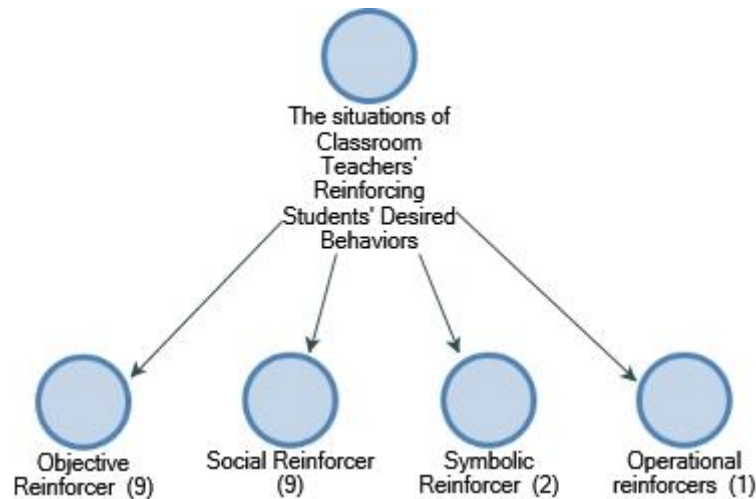 The situations of
Classroom
Teachers'
Reinforcing
Students' Desired
Behaviors
Objective
Reinforcer (9)
Social Reinforcer
(9)
Symbolic
Reinforcer (2)
Operational
reinforcers (1)